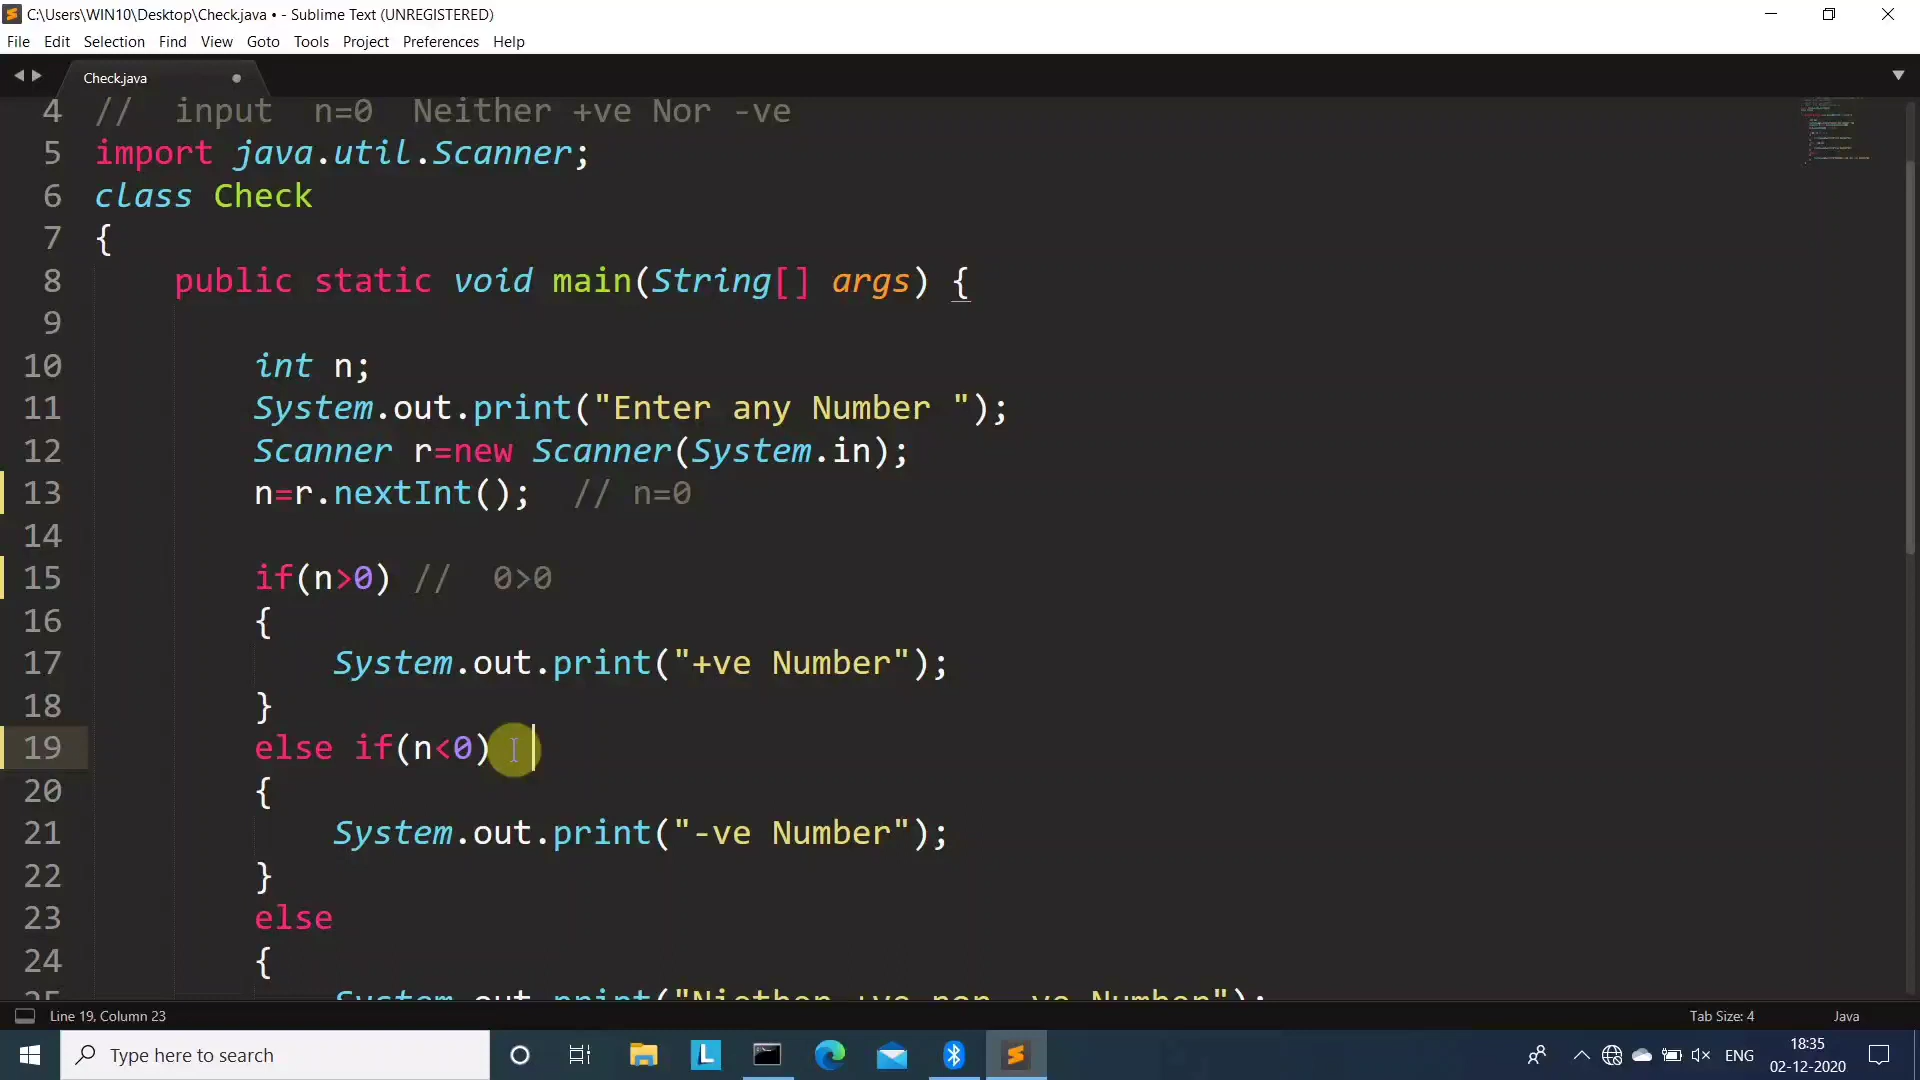 C:\Users\WIN10\Desktop\Check.java • - Sublime Text (UNREGISTERED)
File Edit Selection Find View Goto Tools Project Preferences Help
Check.java
4 //  input  n=0  Neither +ve Nor -ve
5 import java.util.Scanner;
6 class Check
7 {
8 public static void main(String[] args) {
9
10 int n;
11 System.out.print("Enter any Number ");
12 Scanner r=new Scanner(System.in);
13 n=r.nextInt();  // n=0
14
15 if(n>0) //  0>0
16 {
17 System.out.print("+ve Number");
18 }
19 else if(n<0)
20 {
21 System.out.print("-ve Number");
22 }
23 else
24 {
25 System.out.print("Niether +ve nor -ve Number");
Line 19, Column 23
Tab Size: 4
Java
Type here to search
ENG
18:35
02-12-2020